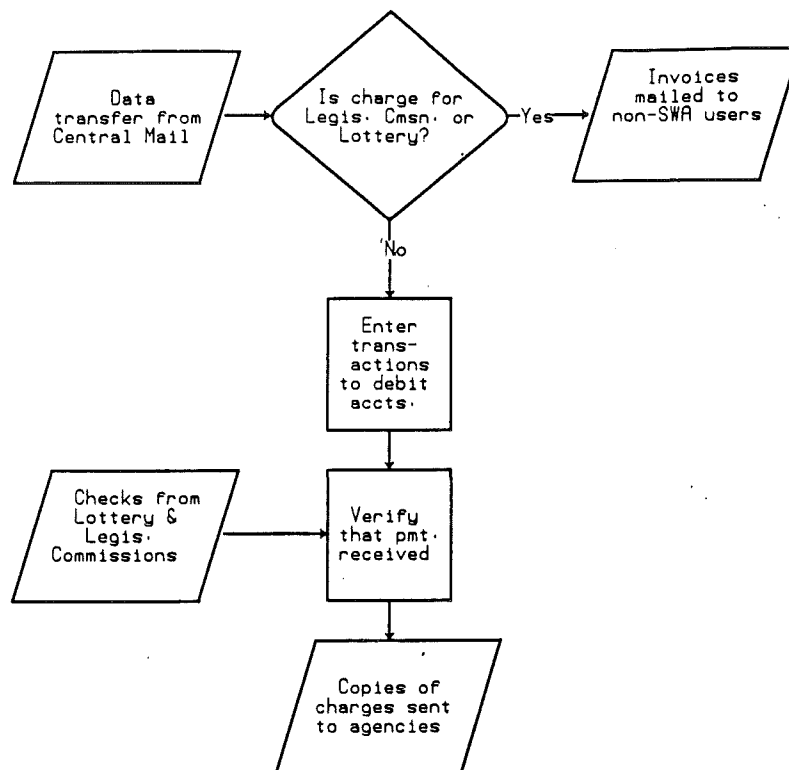 Data
transfer from
Central Mail
Is charge for
Legis. Cmsn. or
Lottery?
Yes
Invoices
mailed to
non-SWA users
No
Enter
trans-
actions
to debit
accts.
Checks from
Lottery &
Legis.
Commissions
Verify
that pmt.
received
Copies of
charges sent
to agencies